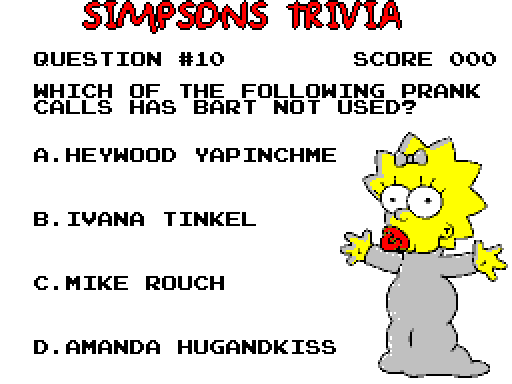 SIMPSONS TRIVIA
QUESTION #10 SCORE 000
WHICH OF THE FOLLOWING PRANK
CALLS HAS BART NOT USED?
A.HEYWOOD YAPINCHME
B.IVANA TINKEL
C.MIKE ROUCH
D.AMANDA HUGANDKISS